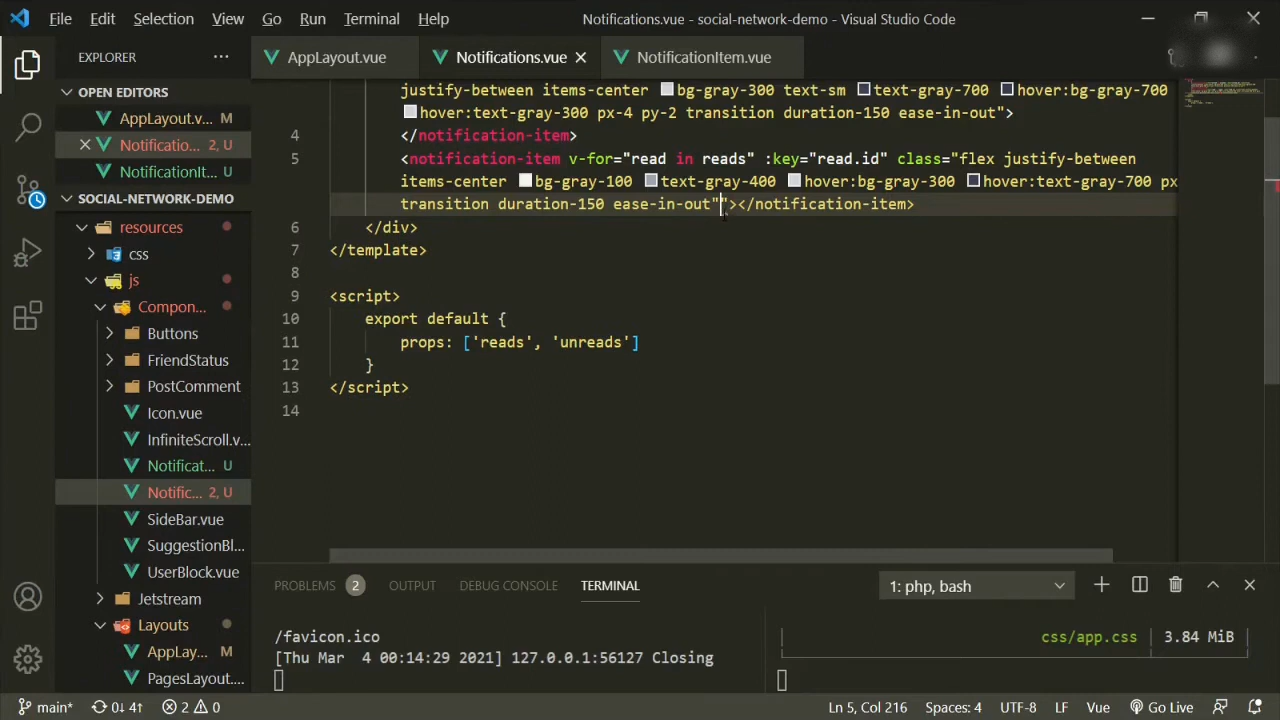 File Edit Selection View Go Run Terminal Help
Notifications.vue - social-network-demo - Visual Studio Code
EXPLORER ...
AppLayout.vue
Notifications.vue
NotificationItem.vue
OPEN EDITORS
AppLayout.v... M
Notificatio... 2, U
NotificationIt... U
SOCIAL-NETWORK-DEMO
resources
css
js
Compon...
Buttons
FriendStatus
PostComment
Icon.vue
InfiniteScroll.v...
Notificat... U
Notific... 2, U
SideBar.vue
SuggestionBl...
UserBlock.vue
Jetstream
Layouts
AppLay... M
PagesLayout....
justify-between items-center bg-gray-300 text-sm text-gray-700 hover:bg-gray-700
hover:text-gray-300 px-4 py-2 transition duration-150 ease-in-out">
4 </notification-item>
5 <notification-item v-for="read in reads" :key="read.id" class="flex justify-between
items-center bg-gray-100 text-gray-400 hover:bg-gray-300 hover:text-gray-700 px
transition duration-150 ease-in-out""></notification-item>
6 </div>
7 </template>
8
9 <script>
10 export default {
11 props: ['reads', 'unreads']
12 }
13 </script>
14
PROBLEMS 2 OUTPUT DEBUG CONSOLE TERMINAL
1: php, bash
/favicon.ico
[Thu Mar  4 00:14:29 2021] 127.0.0.1:56127 Closing
css/app.css | 3.84 MiB
main* 0↓ 4↑ 2 0
Ln 5, Col 216 Spaces: 4 UTF-8 LF Vue Go Live